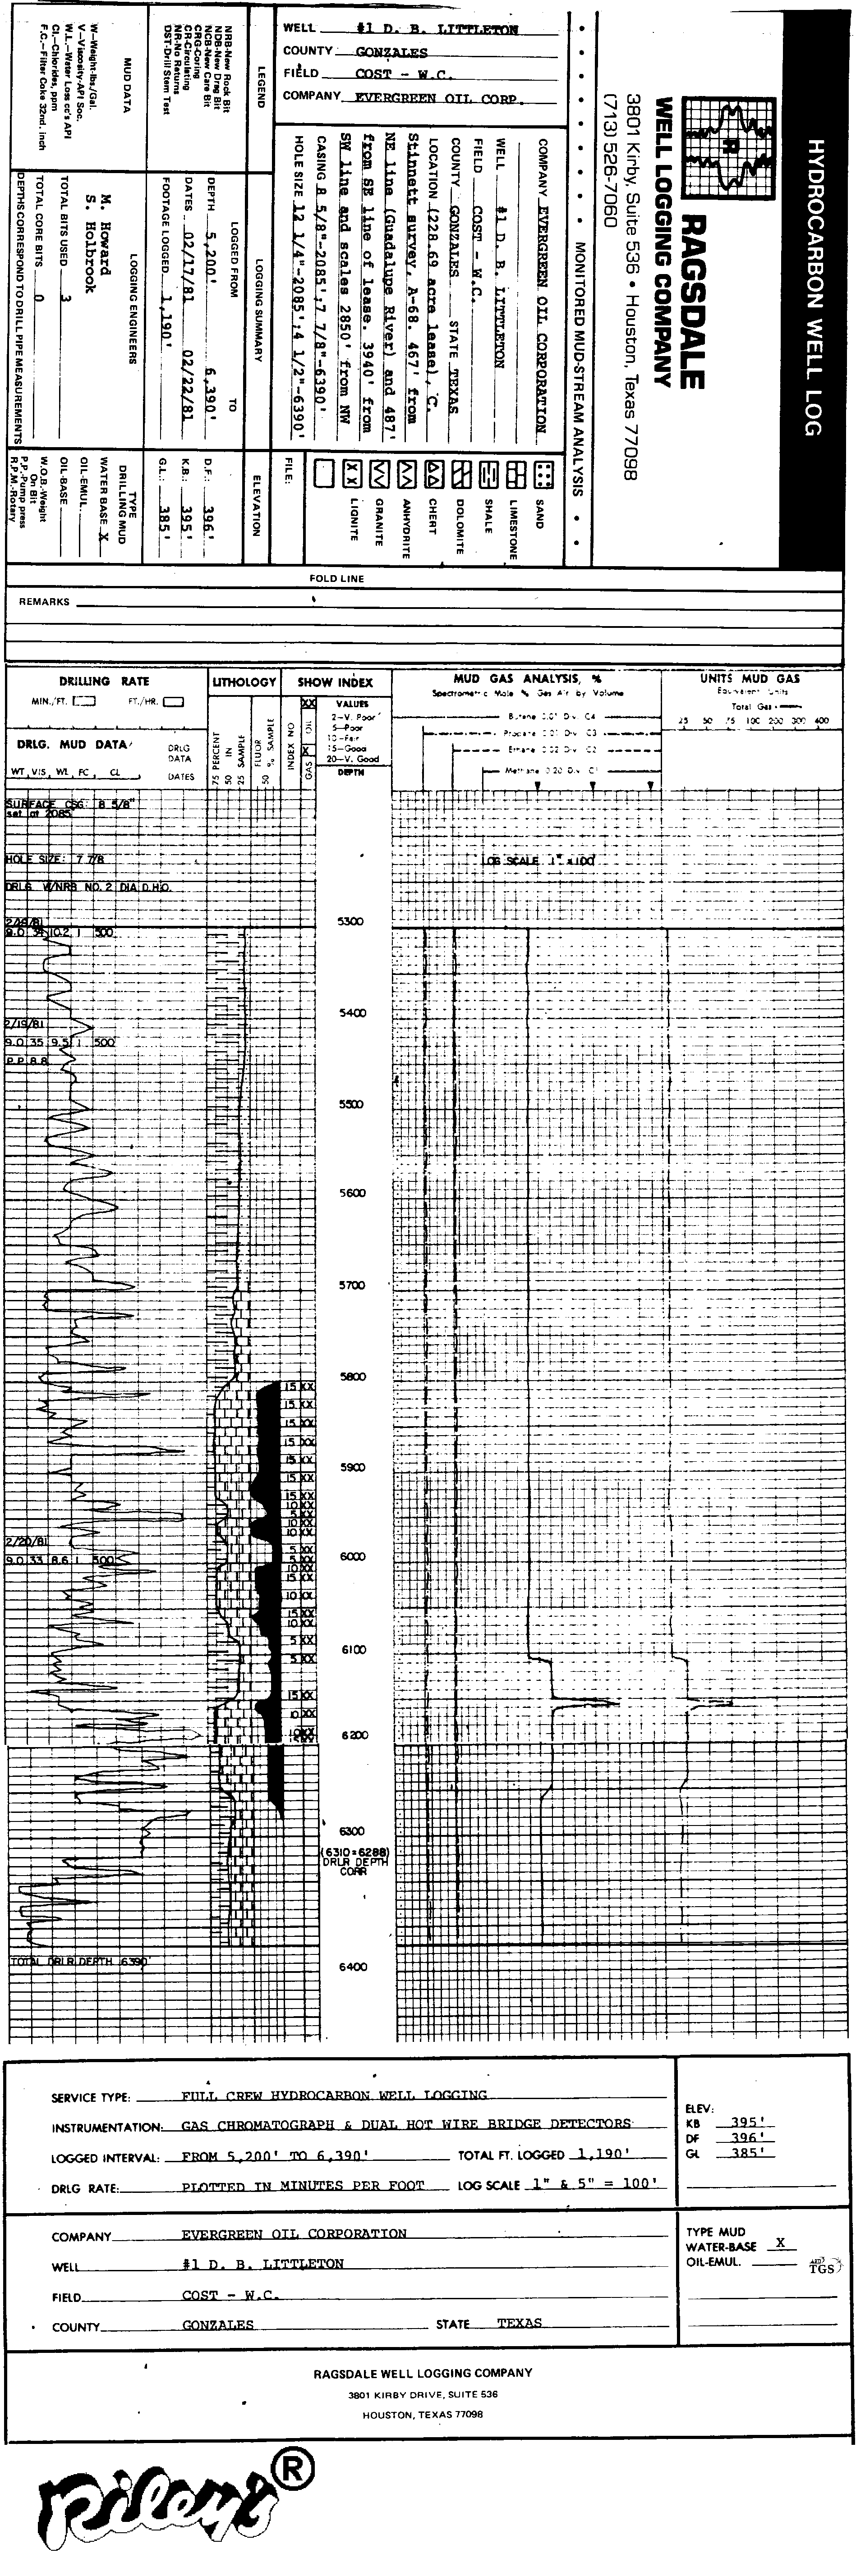 HYDROCARBON WELL LOG
RAGSDALE
WELL LOGGING COMPANY
3801 Kirby, Suite 536 • Houston, Texas 77098
(713) 526-7060
• • • • • • • • MONITORED MUD-STREAM ANALYSIS • • •
WELL #1 D. B. LITTLETON
COUNTY GONZALES
FIELD COST - W.C.
COMPANY EVERGREEN OIL CORP.
COMPANY EVERGREEN OIL CORPORATION
WELL #1 D. B. LITTLETON
FIELD COST - W.C.
COUNTY GONZALES STATE TEXAS
LOCATION (228.69 acre lease), C.
Stinnett survey, A-68. 467' from
NE line (Guadalupe River) and 487'
from SE line of lease. 3940' from
SW line and scales 2850' from NW
CASING 8 5/8"-2085';7 7/8"-6390'
HOLE SIZE 12 1/4"-2085';4 1/2"-6390'
SAND
LIMESTONE
SHALE
DOLOMITE
CHERT
ANHYDRITE
GRANITE
LIGNITE
FILE:
LEGEND
NRB-New Rock Bit
NDB-New Drag Bit
NCB-New Core Bit
CRG-Coring
CR-Circulating
NR-No Returns
DST-Drill Stem Test
MUD DATA
W-Weight-lbs./Gal.
V-Viscosity-API Sec.
W.L.-Water Loss cc's API
CL-Chlorides, ppm
F.C.-Filter Cake 32nd. inch
LOGGING SUMMARY
LOGGED FROM TO
DEPTH 5,200' 6,390'
DATES 02/17/81 02/22/81
FOOTAGE LOGGED 1,190'
LOGGING ENGINEERS
M. Howard
S. Holbrook
TOTAL BITS USED 3
TOTAL CORE BITS 0
DEPTHS CORRESPOND TO DRILL PIPE MEASUREMENTS
ELEVATION
D.F.: 396'
K.B.: 395'
G.L.: 385'
TYPE
DRILLING MUD
WATER BASE X
OIL-EMUL.
OIL-BASE
W.O.B.-Weight
On Bit
P.P.-Pump press
R.P.M.-Rotary
FOLD LINE
REMARKS
DRILLING RATE
MIN./FT. FT./HR.
DRLG. MUD DATA
DRLG
DATA
WT, VIS, WL, FC, CL DATES
LITHOLOGY
75 PERCENT
50 IN
25 SAMPLE
FLUOR
50 % SAMPLE
SHOW INDEX
INDEX NO.
XX OIL
X GAS
VALUES
2-V. Poor
5-Poor
10-Fair
15-Good
20-V. Good
DEPTH
MUD GAS ANALYSIS, %
Spectrometric Mole % Gas Air by Volume
Butane 0.01 Div. C4
Propane 0.01 Div. C3
Ethane 0.02 Div. C2
Methane 0.20 Div. C1
UNITS MUD GAS
Equivalent Units
Total Gas
25 50 75 100 200 300 400
SURFACE CSG: 8 5/8"
set at 2085'
HOLE SIZE: 7 7/8
LOG SCALE 1" = 100'
DRLG W/NRB NO. 2
5300
9.0 34 10.2 1 500
5400
2/19/81
9.0 35 9.5 1 500
P.P. 8.8
5500
5600
5700
5800
15 XX
15 XX
15 XX
15 XX
15 XX
5900
15 XX
15 XX
10 XX
2/20/81
9.0 33 8.6 1 500
6000
15 XX
10 XX
15 XX
10 XX
5 XX
6100
5 XX
15 XX
10 XX
6200
6300
(6310=6288)
DRLR DEPTH
CORR
TOTAL DRLR DEPTH 6390'
6400
SERVICE TYPE: FULL CREW HYDROCARBON WELL LOGGING
INSTRUMENTATION: GAS CHROMATOGRAPH & DUAL HOT WIRE BRIDGE DETECTORS
LOGGED INTERVAL: FROM 5,200' TO 6,390' TOTAL FT. LOGGED 1,190'
DRLG RATE: PLOTTED IN MINUTES PER FOOT LOG SCALE 1" & 5" = 100'
ELEV:
KB 395'
DF 396'
GL 385'
COMPANY EVERGREEN OIL CORPORATION
WELL #1 D. B. LITTLETON
FIELD COST - W.C.
COUNTY GONZALES STATE TEXAS
TYPE MUD
WATER-BASE X
OIL-EMUL.
TGS
RAGSDALE WELL LOGGING COMPANY
3801 KIRBY DRIVE, SUITE 536
HOUSTON, TEXAS 77098
Riley's ®